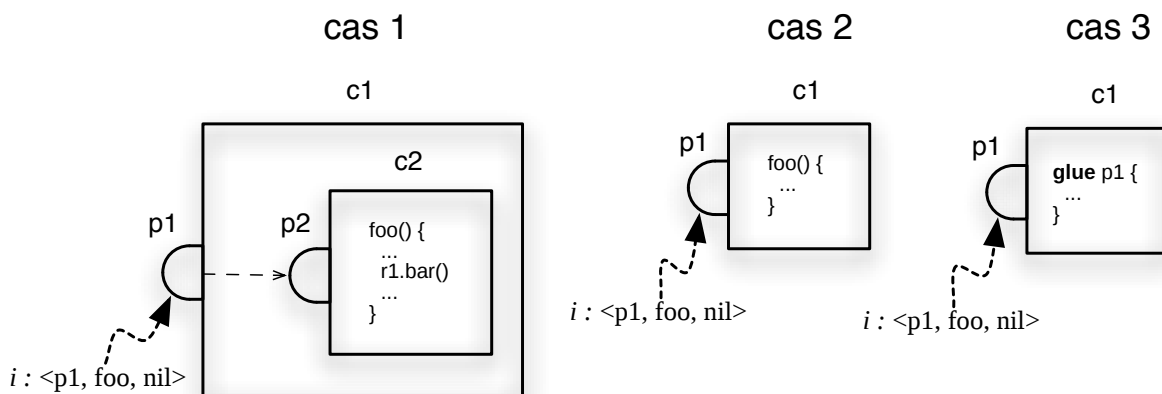 cas 1
c1
c2
p1
p2
foo() {
...
r1.bar()
...
}
i : <p1, foo, nil>
cas 2
c1
p1
foo() {
...
}
i : <p1, foo, nil>
cas 3
c1
p1
glue p1 {
...
}
i : <p1, foo, nil>